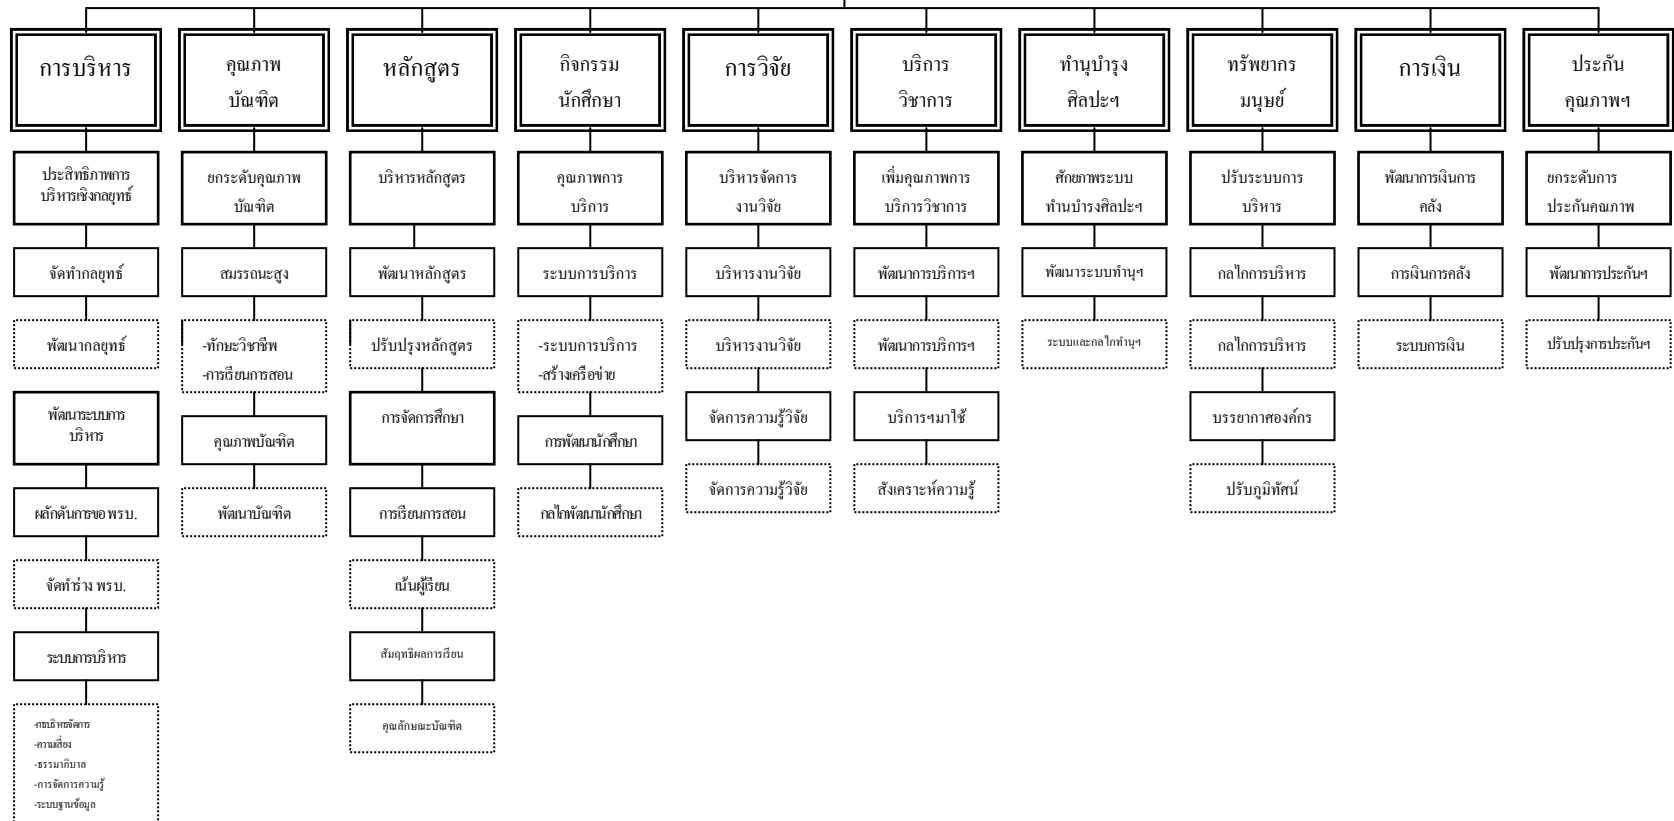 การบริหาร
ประสิทธิภาพการ
บริหารเชิงกลยุทธ์
จัดทำกลยุทธ์
พัฒนากลยุทธ์
พัฒนาระบบการ
บริหาร
ผลักดันการขอ พรบ.
จัดทำร่าง พรบ.
ระบบการบริหาร
-การบริหารจัดการ
-ความเสี่ยง
-ธรรมาภิบาล
-การจัดการความรู้
-ระบบฐานข้อมูล
คุณภาพ
บัณฑิต
ยกระดับคุณภาพ
บัณฑิต
สมรรถนะสูง
-ทักษะวิชาชีพ
-การเรียนการสอน
คุณภาพบัณฑิต
พัฒนาบัณฑิต
หลักสูตร
บริหารหลักสูตร
พัฒนาหลักสูตร
ปรับปรุงหลักสูตร
การจัดการศึกษา
การเรียนการสอน
เน้นผู้เรียน
สัมฤทธิผลการเรียน
คุณลักษณะบัณฑิต
กิจกรรม
นักศึกษา
คุณภาพการ
บริการ
ระบบการบริการ
-ระบบการบริการ
-สร้างเครือข่าย
การพัฒนานักศึกษา
กลไกพัฒนานักศึกษา
การวิจัย
บริหารจัดการ
งานวิจัย
บริหารงานวิจัย
บริหารงานวิจัย
จัดการความรู้วิจัย
จัดการความรู้วิจัย
บริการ
วิชาการ
เพิ่มคุณภาพการ
บริการวิชาการ
พัฒนาการบริการฯ
พัฒนาการบริการฯ
บริการฯมาใช้
สังเคราะห์ความรู้
ทำนุบำรุง
ศิลปะฯ
ศักยภาพระบบ
ทำนบำรงศิลปะฯ
พัฒนาระบบทำนุฯ
ระบบและกลไกทำนุฯ
ทรัพยากร
มนุษย์
ปรับระบบการ
บริหาร
กลไกการบริหาร
กลไกการบริหาร
บรรยากาศองค์กร
ปรับภูมิทัศน์
การเงิน
พัฒนาการเงินการ
คลัง
การเงินการคลัง
ระบบการเงิน
ประกัน
คุณภาพฯ
ยกระดับการ
ประกันคุณภาพ
พัฒนาการประกันฯ
ปรับปรุงการประกันฯ